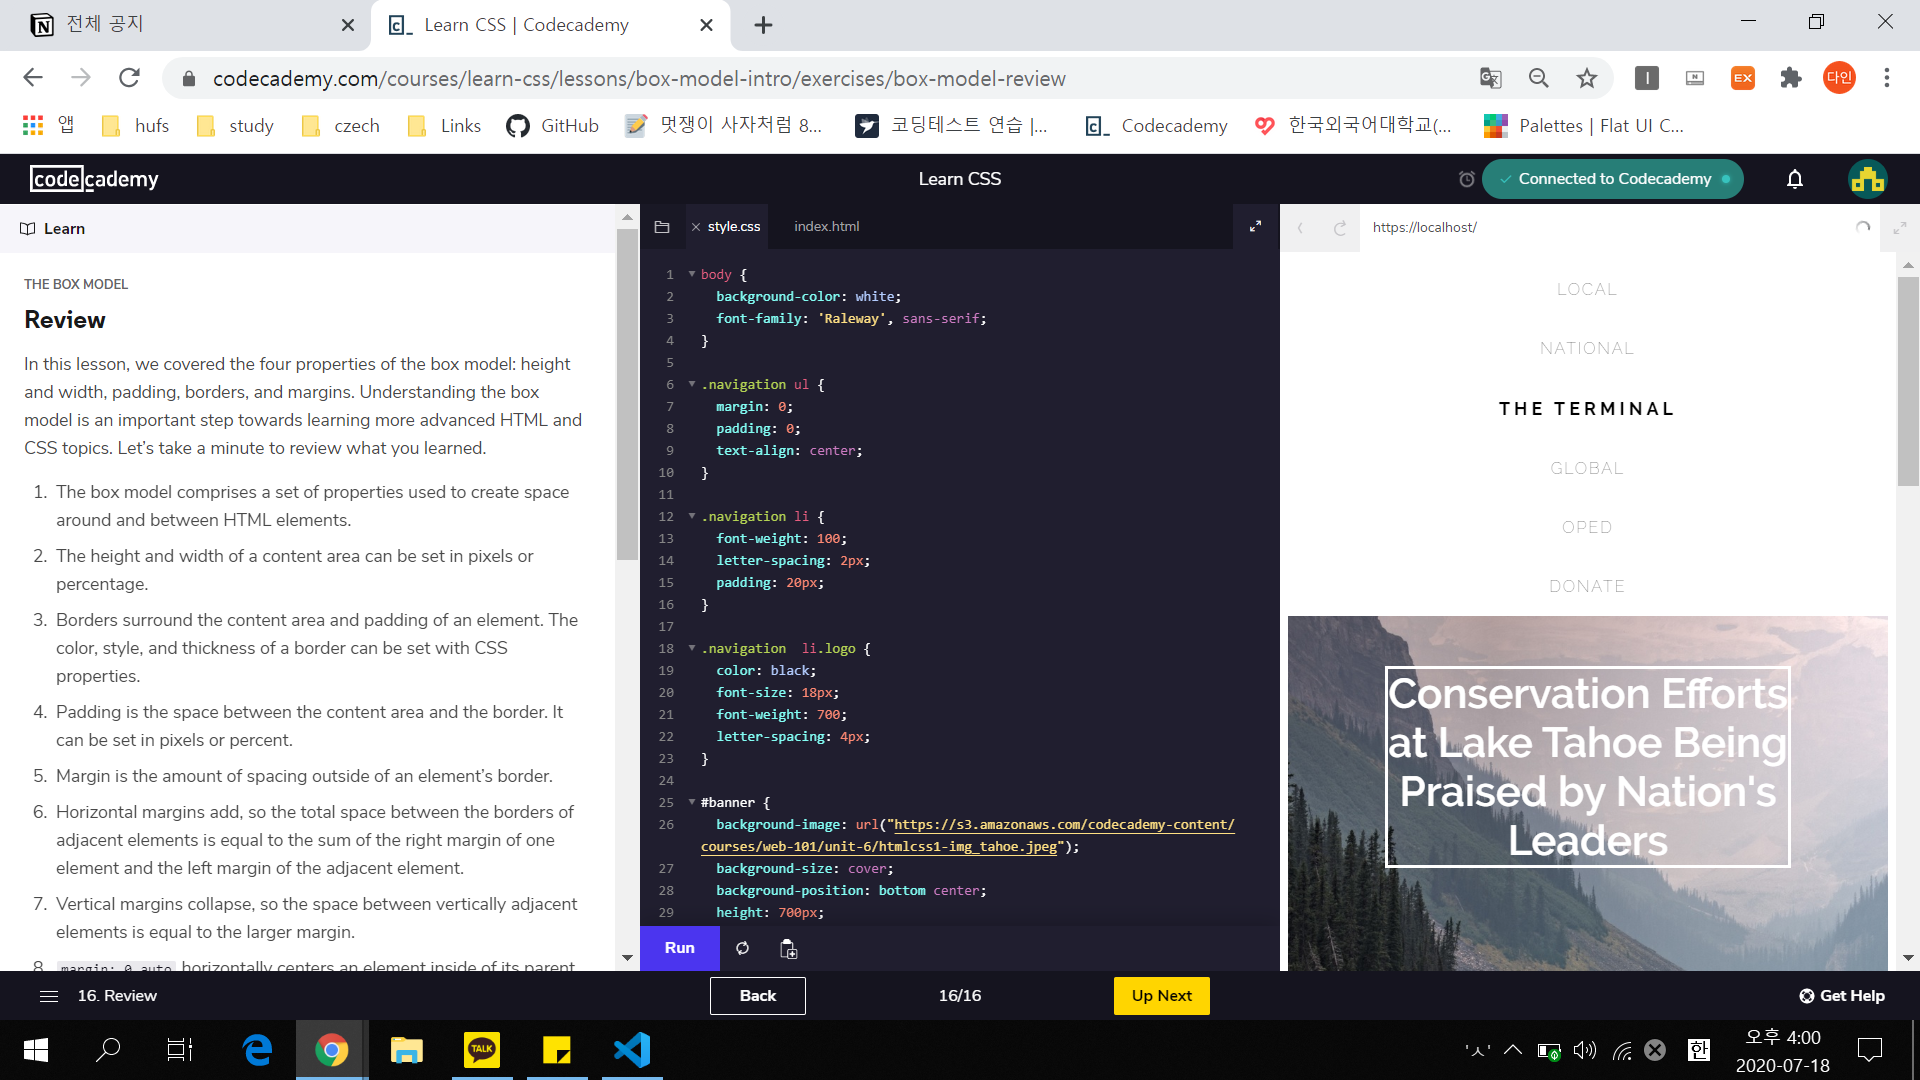 전체 공지
Learn CSS | Codecademy
codecademy.com/courses/learn-css/lessons/box-model-intro/exercises/box-model-review
I
EX
다인
앱
hufs
study
czech
Links
GitHub
멋쟁이 사자처럼 8...
코딩테스트 연습 |...
Codecademy
한국외국어대학교(...
Palettes | Flat UI C...
codecademy
Learn CSS
Connected to Codecademy
Learn
THE BOX MODEL
Review
In this lesson, we covered the four properties of the box model: height
and width, padding, borders, and margins. Understanding the box
model is an important step towards learning more advanced HTML and
CSS topics. Let’s take a minute to review what you learned.
1. The box model comprises a set of properties used to create space
around and between HTML elements.
2. The height and width of a content area can be set in pixels or
percentage.
3. Borders surround the content area and padding of an element. The
color, style, and thickness of a border can be set with CSS
properties.
4. Padding is the space between the content area and the border. It
can be set in pixels or percent.
5. Margin is the amount of spacing outside of an element’s border.
6. Horizontal margins add, so the total space between the borders of
adjacent elements is equal to the sum of the right margin of one
element and the left margin of the adjacent element.
7. Vertical margins collapse, so the space between vertically adjacent
elements is equal to the larger margin.
8. margin: 0 auto horizontally centers an element inside of its parent
style.css
index.html
1 body {
2 background-color: white;
3 font-family: 'Raleway', sans-serif;
4 }
5
6 .navigation ul {
7 margin: 0;
8 padding: 0;
9 text-align: center;
10 }
11
12 .navigation li {
13 font-weight: 100;
14 letter-spacing: 2px;
15 padding: 20px;
16 }
17
18 .navigation  li.logo {
19 color: black;
20 font-size: 18px;
21 font-weight: 700;
22 letter-spacing: 4px;
23 }
24
25 #banner {
26 background-image: url("https://s3.amazonaws.com/codecademy-content/
courses/web-101/unit-6/htmlcss1-img_tahoe.jpeg");
27 background-size: cover;
28 background-position: bottom center;
29 height: 700px;
Run
https://localhost/
LOCAL
NATIONAL
THE TERMINAL
GLOBAL
OPED
DONATE
Conservation Efforts
at Lake Tahoe Being
Praised by Nation's
Leaders
16. Review
Back
16/16
Up Next
Get Help
TALK
'ㅅ'
한
오후 4:00
2020-07-18